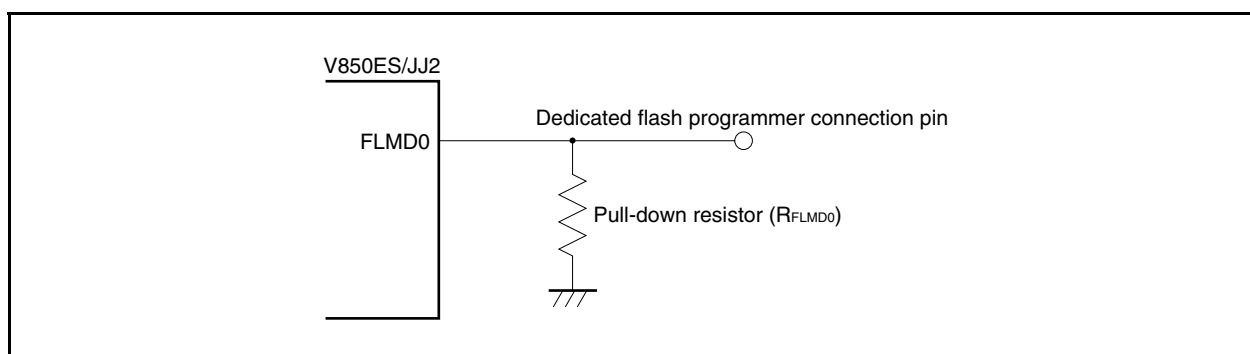 V850ES/JJ2
Dedicated flash programmer connection pin
FLMD0
Pull-down resistor (RFLMD0)